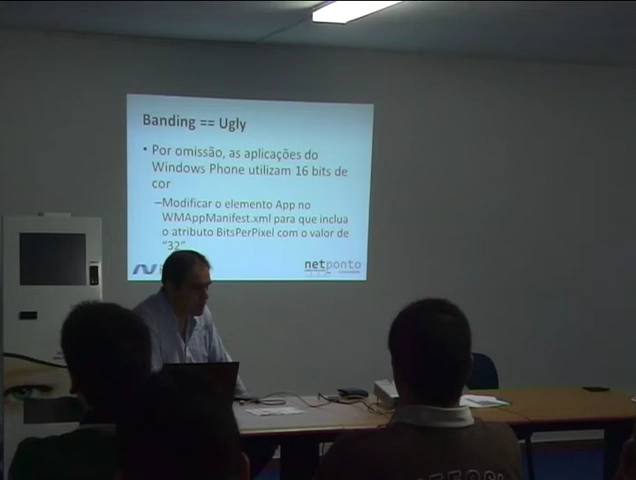 Banding == Ugly
• Por omissão, as aplicações do
Windows Phone utilizam 16 bits de
cor
–Modificar o elemento App no
WMAppManifest.xml para que inclua
o atributo BitsPerPixel com o valor de
"32"
netponto